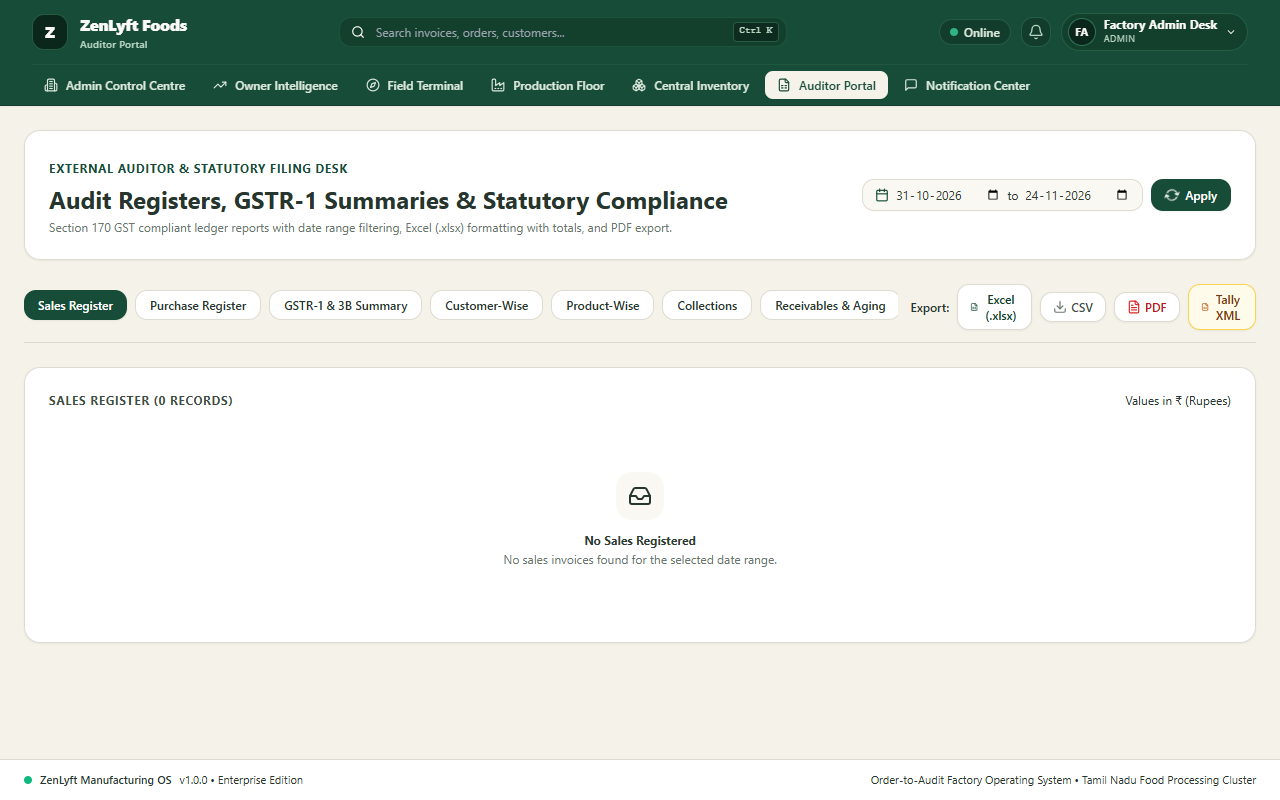 Z
ZenLyft Foods
Auditor Portal
Search invoices, orders, customers...
Ctrl K
Online
FA
Factory Admin Desk
ADMIN
Admin Control Centre
Owner Intelligence
Field Terminal
Production Floor
Central Inventory
Auditor Portal
Notification Center
EXTERNAL AUDITOR & STATUTORY FILING DESK
Audit Registers, GSTR-1 Summaries & Statutory Compliance
Section 170 GST compliant ledger reports with date range filtering, Excel (.xlsx) formatting with totals, and PDF export.
31-10-2026 to 24-11-2026
Apply
Sales Register
Purchase Register
GSTR-1 & 3B Summary
Customer-Wise
Product-Wise
Collections
Receivables & Aging
Export:
Excel
(.xlsx)
CSV
PDF
Tally
XML
SALES REGISTER (0 RECORDS)
Values in ₹ (Rupees)
No Sales Registered
No sales invoices found for the selected date range.
ZenLyft Manufacturing OS v1.0.0 • Enterprise Edition
Order-to-Audit Factory Operating System • Tamil Nadu Food Processing Cluster